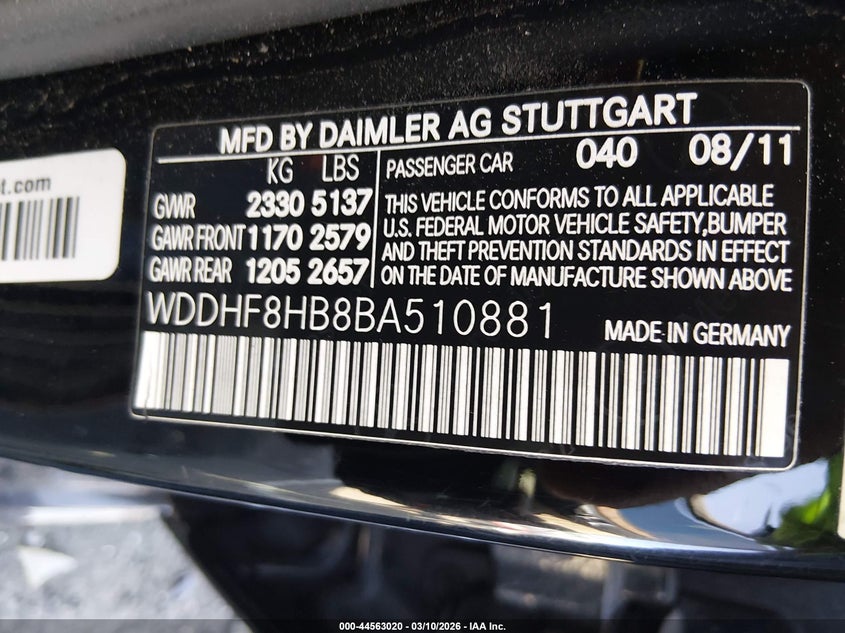 MFD BY DAIMLER AG STUTTGART
KG LBS
GVWR 2330 5137
GAWR FRONT 1170 2579
GAWR REAR 1205 2657
PASSENGER CAR 040 08/11
THIS VEHICLE CONFORMS TO ALL APPLICABLE
U.S. FEDERAL MOTOR VEHICLE SAFETY,BUMPER
AND THEFT PREVENTION STANDARDS IN EFFECT
ON THE DATE OF MANUFACTURE SHOWN ABOVE
WDDHF8HB8BA510881
MADE IN GERMANY
t.com
000-44563020 — 03/10/2026 — IAA Inc.